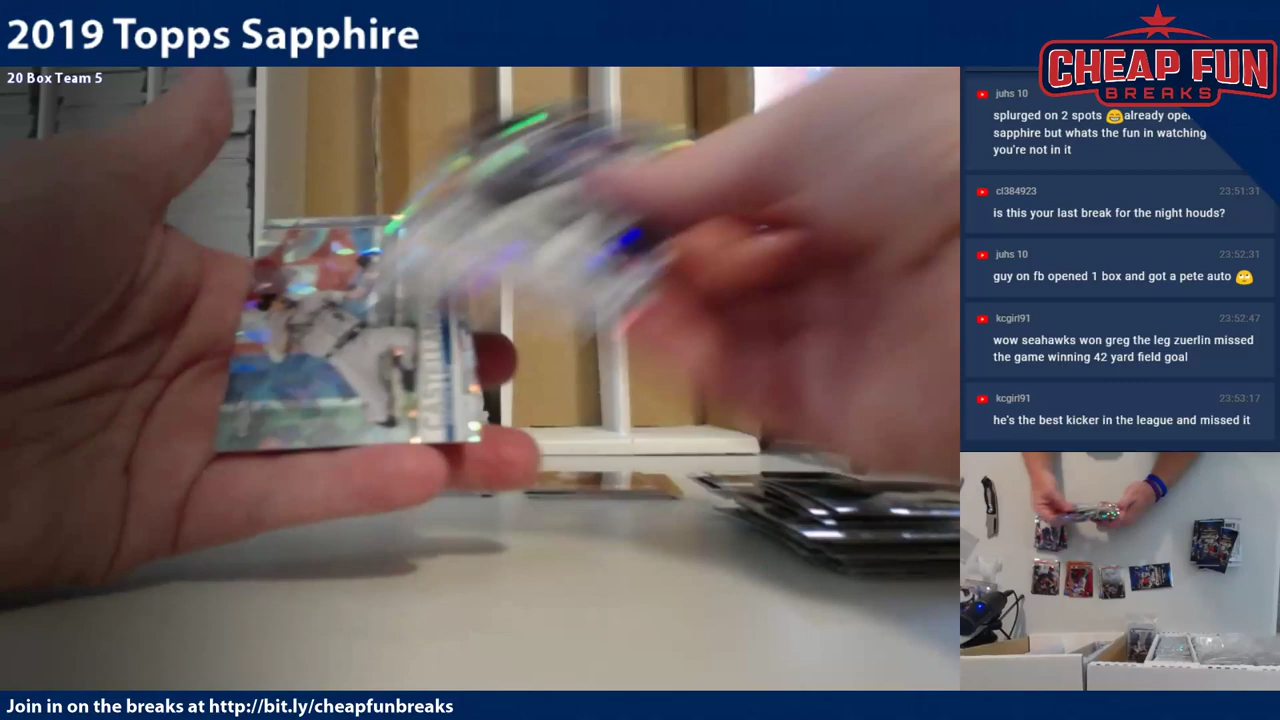 2019 Topps Sapphire
20 Box Team 5
CHEAP FUN
BREAKS
juhs 10
splurged on 2 spots 😁already
sapphire but whats the fun in watching
you're not in it
cl384923
23:51:31
is this your last break for the night houds?
juhs 10
23:52:31
guy on fb opened 1 box and got a pete auto 🙄
kcgirl91
23:52:47
wow seahawks won greg the leg zuerlin missed
the game winning 42 yard field goal
kcgirl91
23:53:17
he's the best kicker in the league and missed it
Join in on the breaks at http://bit.ly/cheapfunbreaks